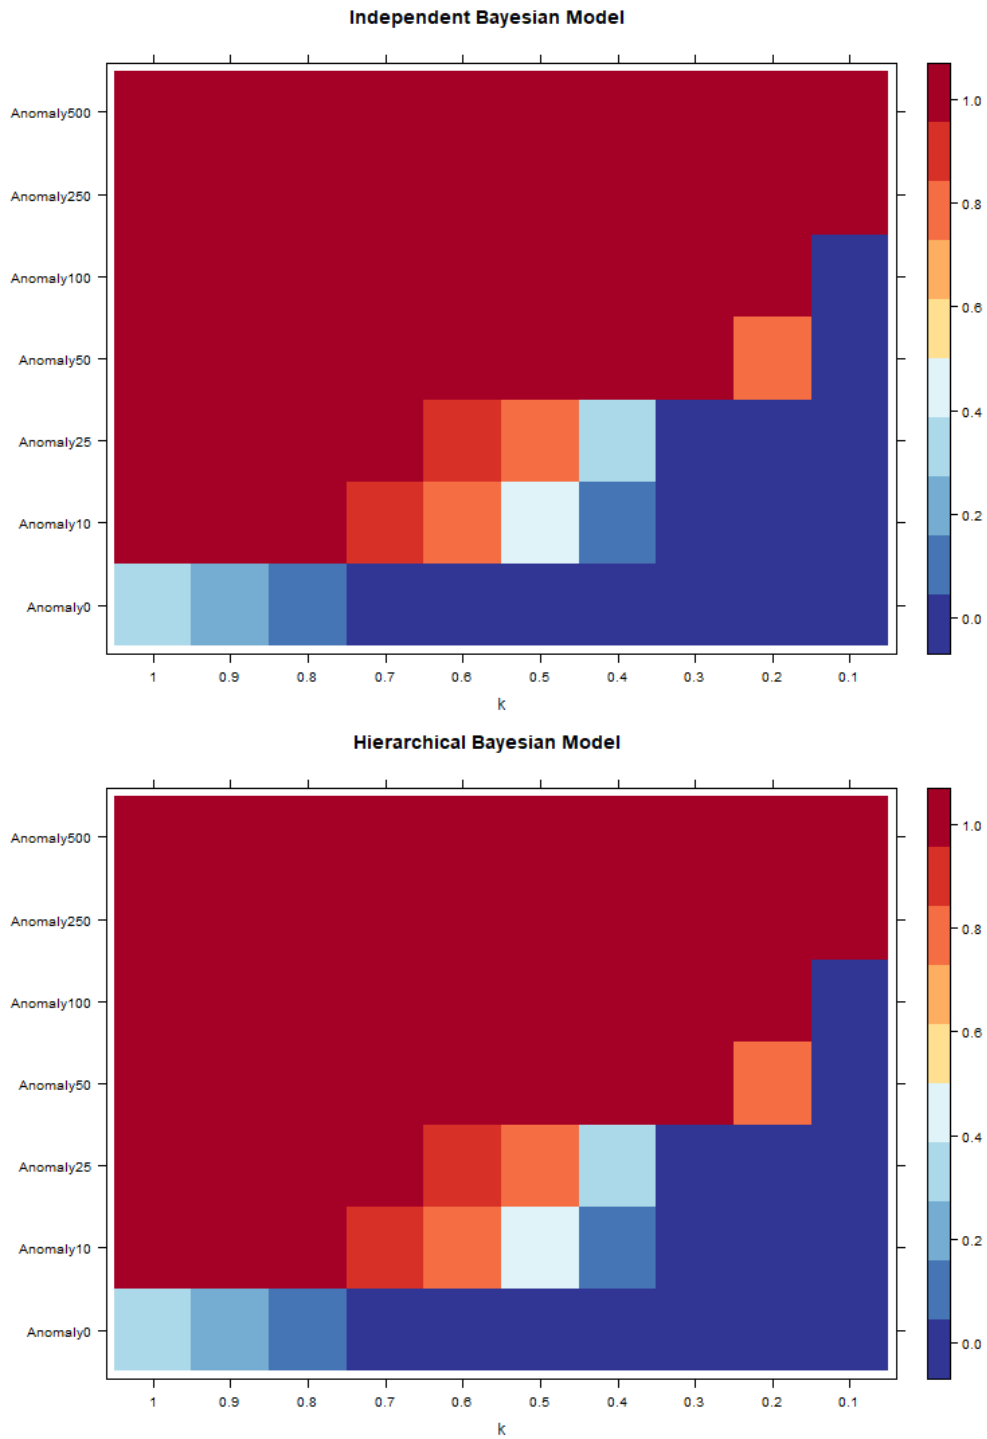 Independent Bayesian Model
Anomaly500
Anomaly250
Anomaly100
Anomaly50
Anomaly25
Anomaly10
Anomaly0
1 0.9 0.8 0.7 0.6 0.5 0.4 0.3 0.2 0.1
k
1.0
0.8
0.6
0.4
0.2
0.0
Hierarchical Bayesian Model
Anomaly500
Anomaly250
Anomaly100
Anomaly50
Anomaly25
Anomaly10
Anomaly0
1 0.9 0.8 0.7 0.6 0.5 0.4 0.3 0.2 0.1
k
1.0
0.8
0.6
0.4
0.2
0.0